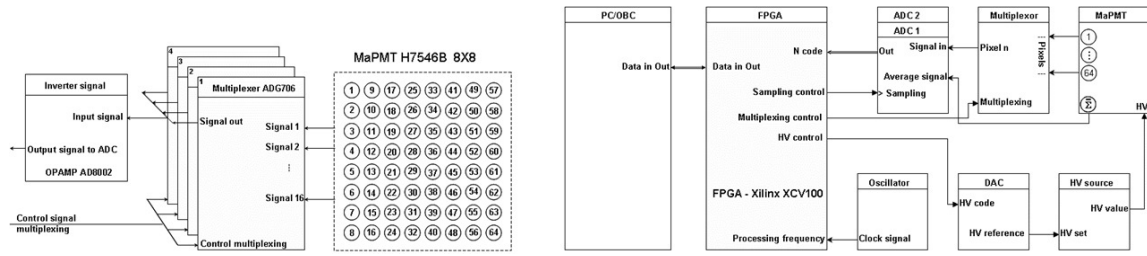 4
3
2
1
Multiplexer ADG706
Signal out
Signal 1
Signal 2
⋮
Signal 16
Control multiplexing
Inverter signal
Input signal
Output signal to ADC
OPAMP AD8002
Control signal
multiplexing
MaPMT H7546B 8X8
1 9 17 25 33 41 49 57
2 10 18 26 34 42 50 58
3 11 19 27 35 43 51 59
4 12 20 28 36 44 52 60
5 13 21 29 37 45 53 61
6 14 22 30 38 46 54 62
7 15 23 31 39 47 55 63
8 16 24 32 40 48 56 64
PC/OBC
Data in Out
FPGA
N code
Data in Out
Sampling control
Multiplexing control
HV control
FPGA - Xilinx XCV100
Processing frequency
ADC 2
ADC 1
Out
Signal in
Average signal
> Sampling
Multiplexor
Pixel n
Pixels
Multiplexing
MaPMT
1
⋮
64
HV
Oscillator
Clock signal
DAC
HV code
HV reference
HV source
HV value
HV set